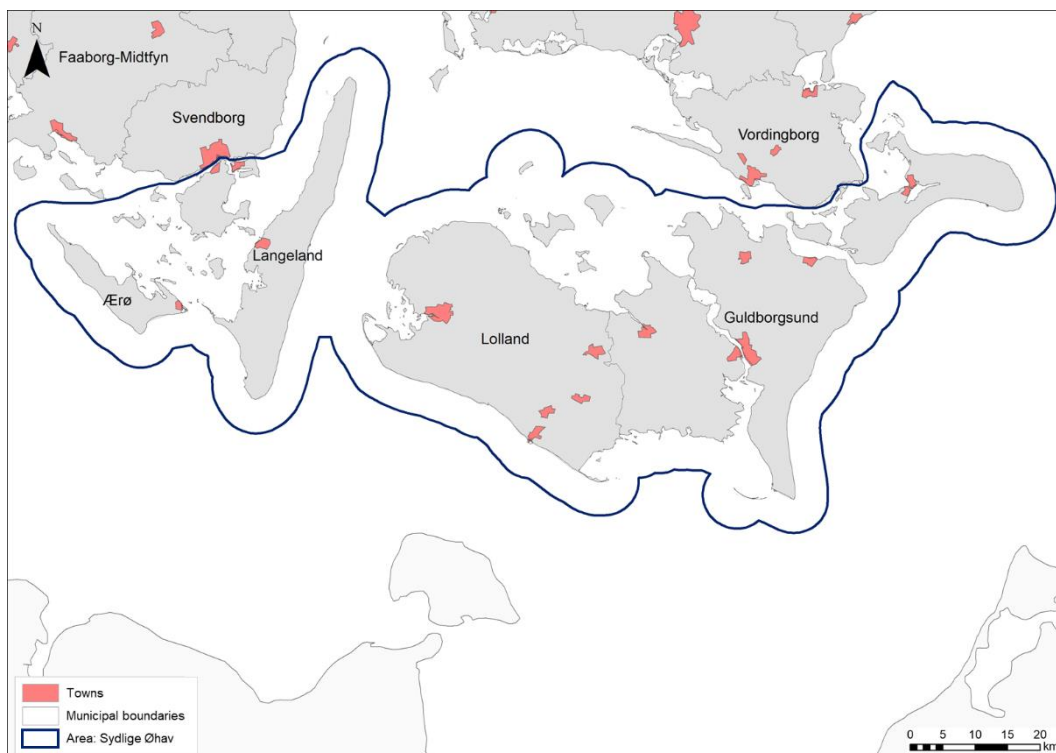 N
Faaborg-Midtfyn
Svendborg
Vordingborg
Langeland
Ærø
Guldborgsund
Lolland
Towns
Municipal boundaries
Area: Sydlige Øhav
0 5 10 15 20
km